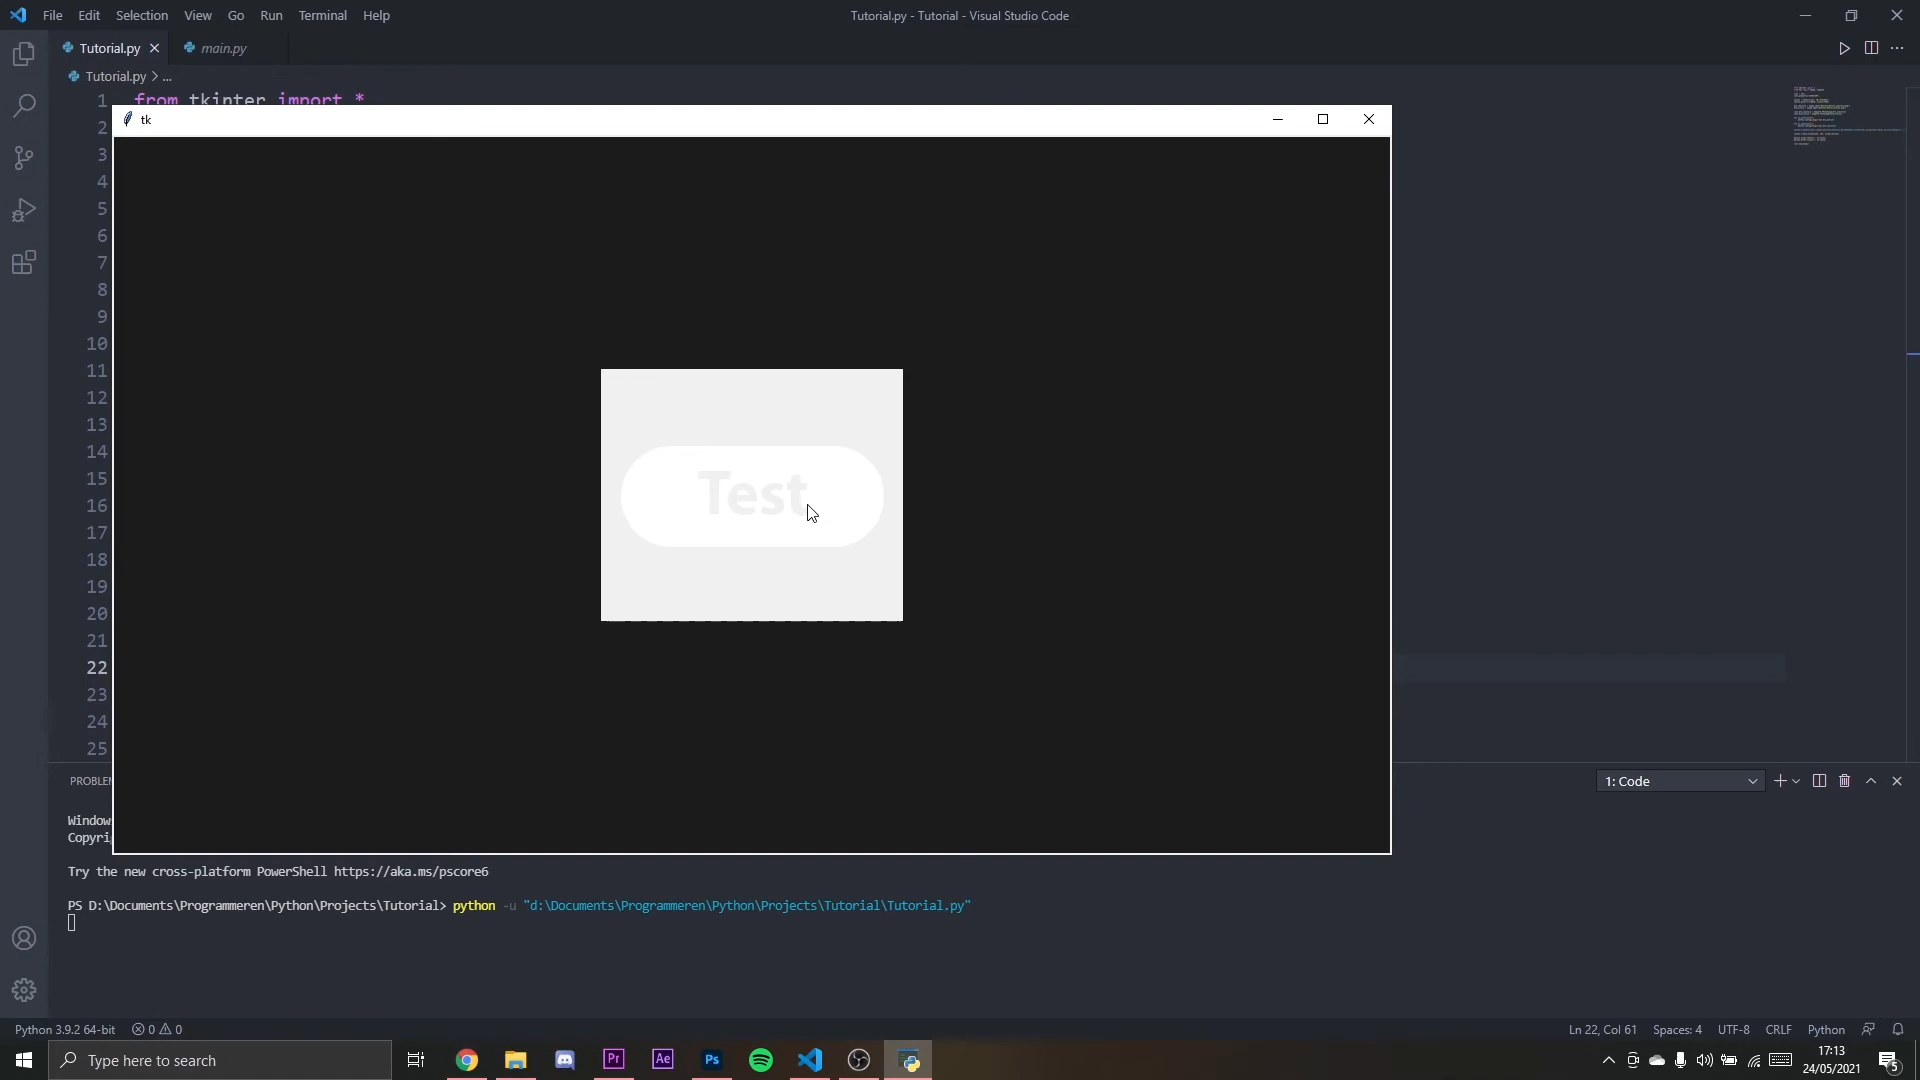 File Edit Selection View Go Run Terminal Help
Tutorial.py - Tutorial - Visual Studio Code
Tutorial.py
main.py
Tutorial.py > ...
1 from tkinter import *
tk
2
3
4
5
6
7
8
9
10
11
12
13
14
15
16
17
18
19
20
21
22
23
24
25
Test
1: Code
Try the new cross-platform PowerShell https://aka.ms/pscore6
PS D:\Documents\Programmeren\Python\Projects\Tutorial> python -u "d:\Documents\Programmeren\Python\Projects\Tutorial\Tutorial.py"
Python 3.9.2 64-bit 0 0
Ln 22, Col 61 Spaces: 4 UTF-8 CRLF Python
Type here to search
Pr
Ae
Ps
17:13
24/05/2021
5